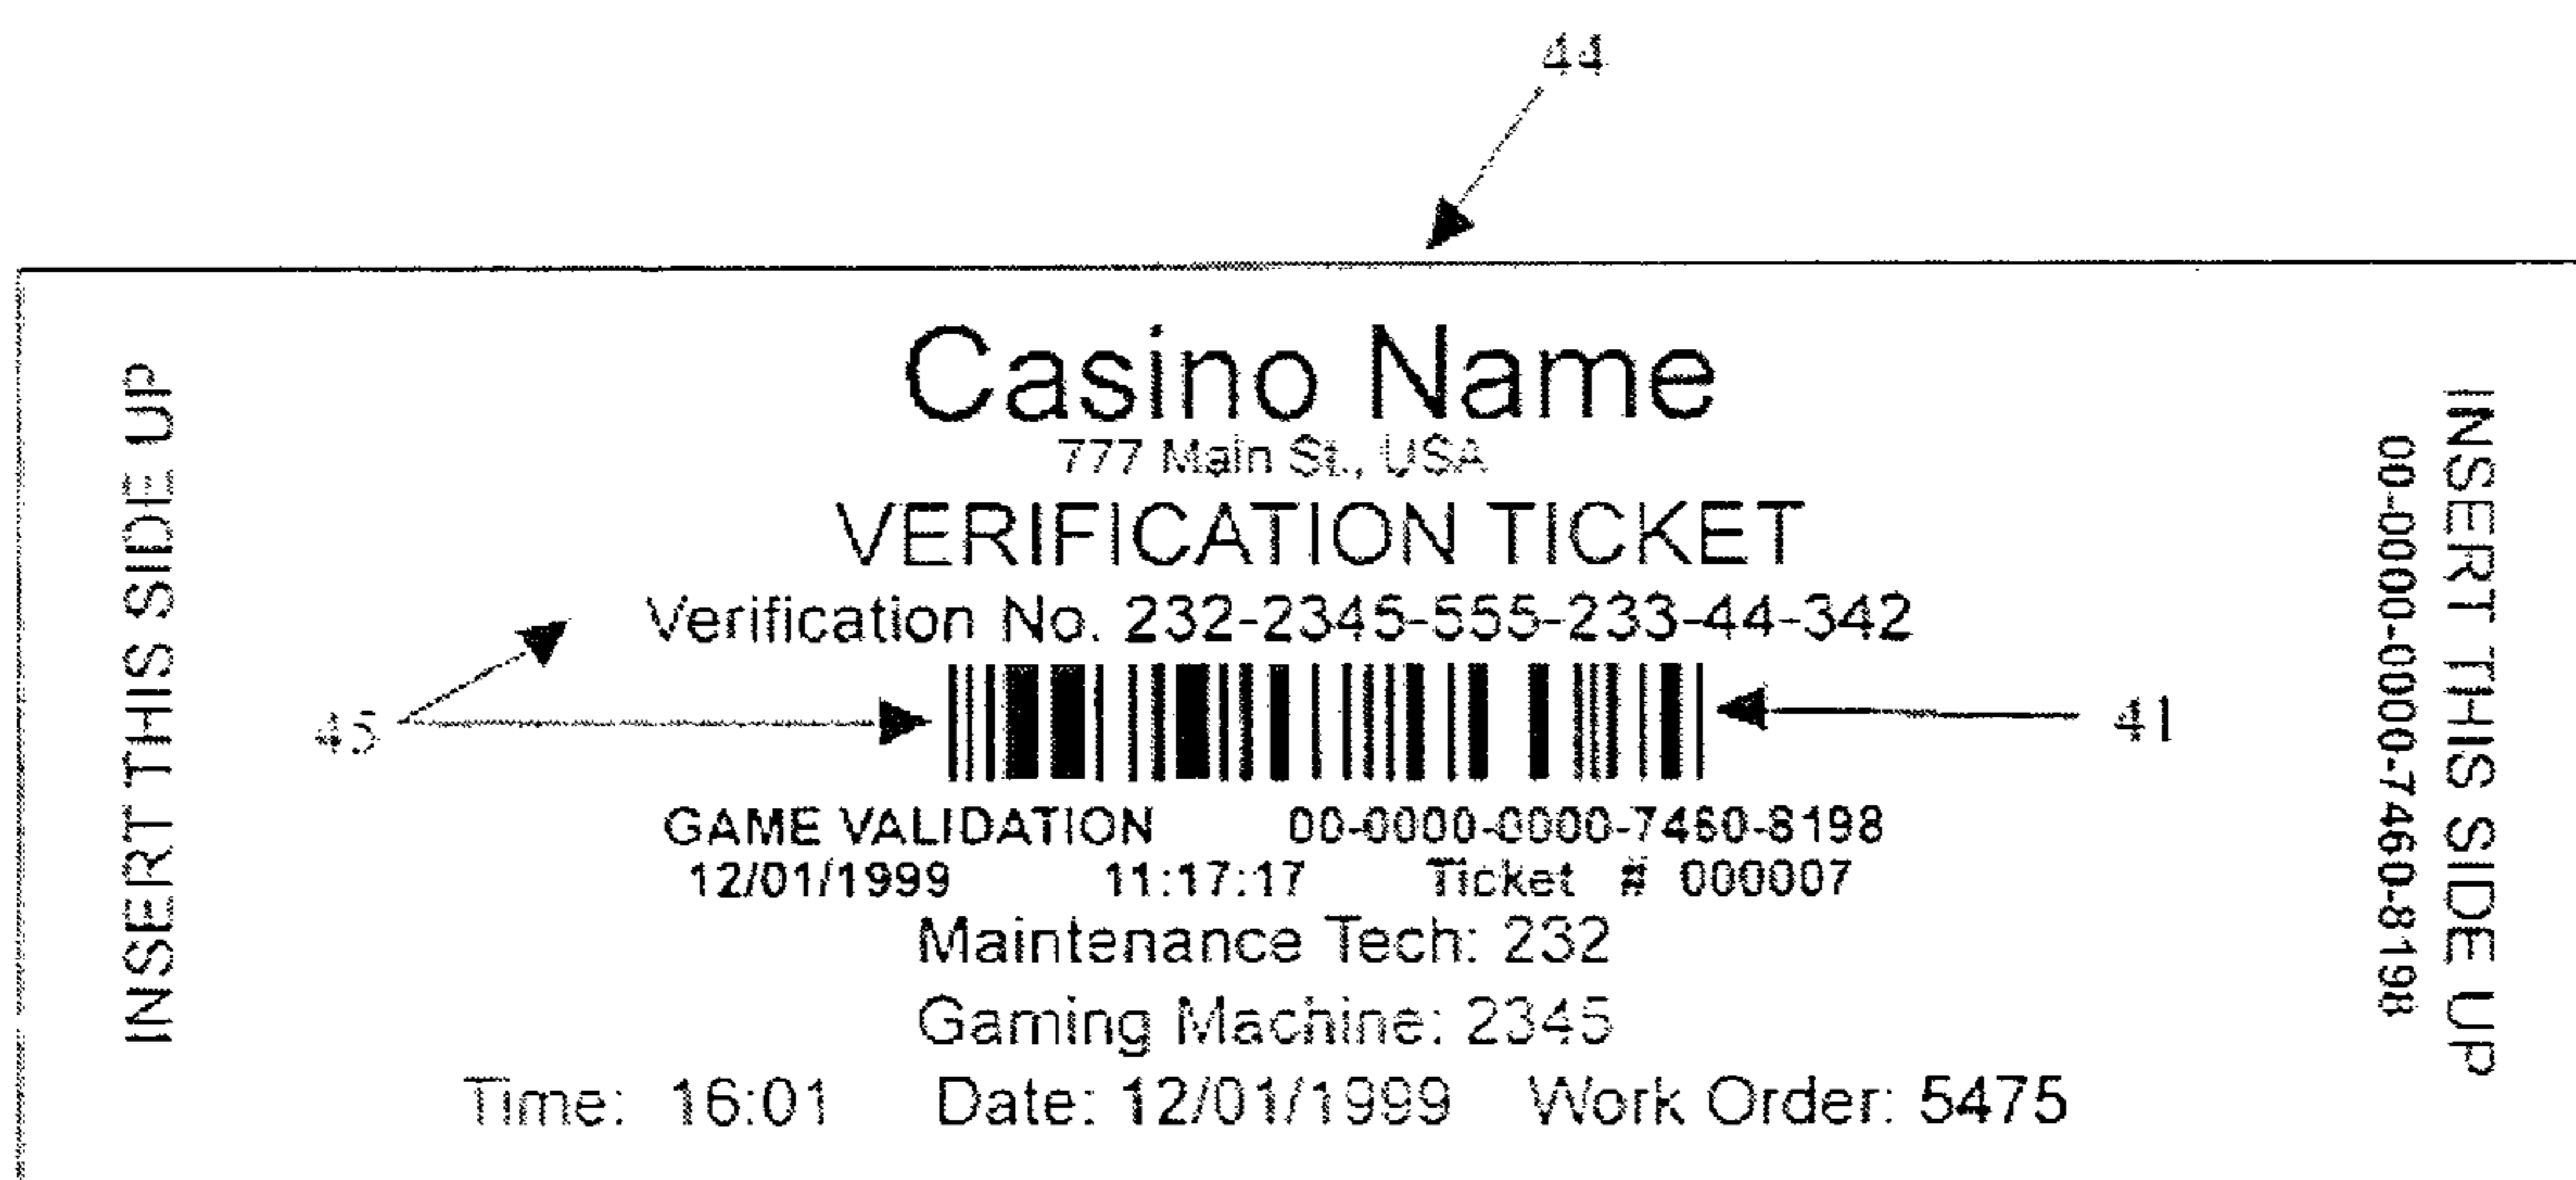 44
Casino Name
777 Main St., USA
VERIFICATION TICKET
Verification No. 232-2345-555-233-44-342
45
41
GAME VALIDATION 00-0000-0000-7460-8198
12/01/1999 11:17:17 Ticket # 000007
Maintenance Tech: 232
Gaming Machine: 2345
Time: 16:01 Date: 12/01/1999 Work Order: 5475
INSERT THIS SIDE UP
INSERT THIS SIDE UP
00-0000-0000-7460-8198